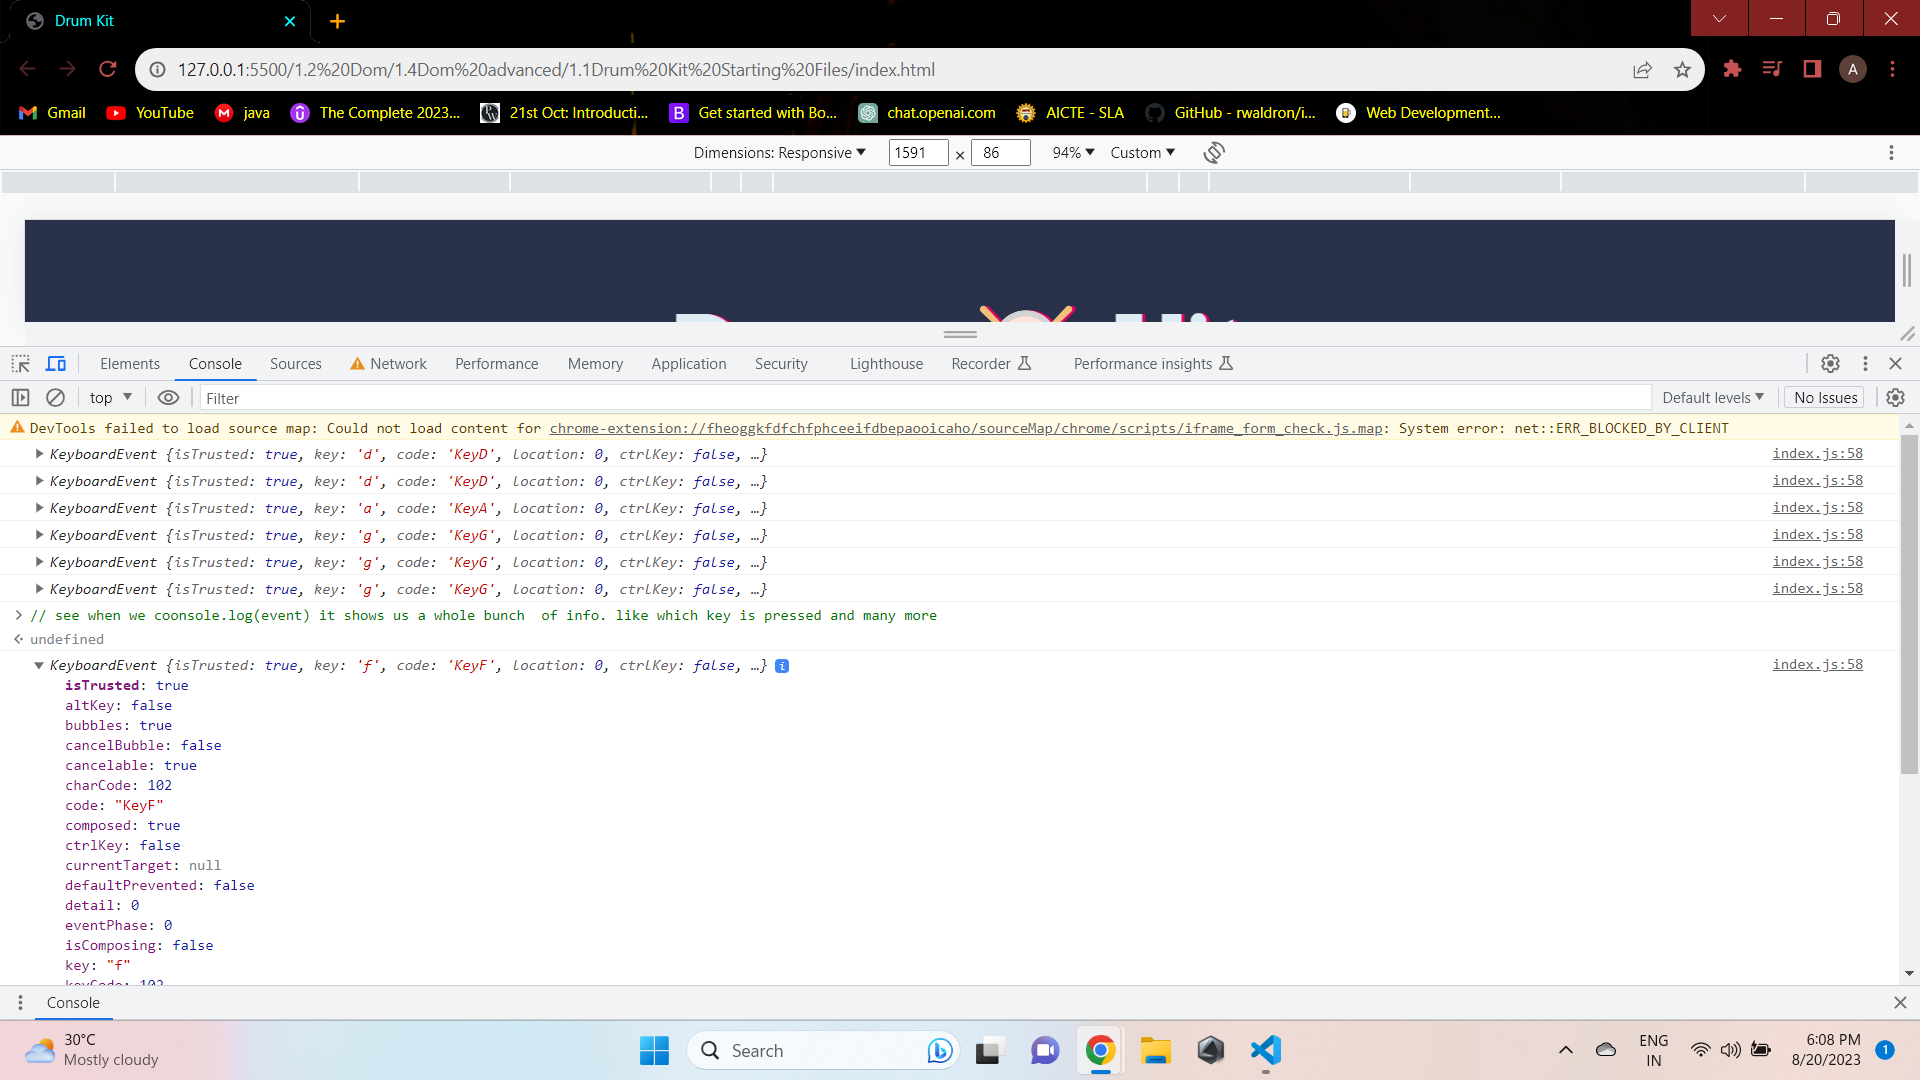 Drum Kit
127.0.0.1:5500/1.2%20Dom/1.4Dom%20advanced/1.1Drum%20Kit%20Starting%20Files/index.html
A
Gmail YouTube java The Complete 2023... 21st Oct: Introducti... Get started with Bo... chat.openai.com AICTE - SLA GitHub - rwaldron/i... Web Development...
Dimensions: Responsive 1591 × 86 94% Custom
Elements Console Sources Network Performance Memory Application Security Lighthouse Recorder Performance insights
top Filter Default levels No Issues
DevTools failed to load source map: Could not load content for chrome-extension://fheoggkfdfchfphceeifdbepaooicaho/sourceMap/chrome/scripts/iframe_form_check.js.map: System error: net::ERR_BLOCKED_BY_CLIENT
KeyboardEvent {isTrusted: true, key: 'd', code: 'KeyD', location: 0, ctrlKey: false, …} index.js:58
KeyboardEvent {isTrusted: true, key: 'd', code: 'KeyD', location: 0, ctrlKey: false, …} index.js:58
KeyboardEvent {isTrusted: true, key: 'a', code: 'KeyA', location: 0, ctrlKey: false, …} index.js:58
KeyboardEvent {isTrusted: true, key: 'g', code: 'KeyG', location: 0, ctrlKey: false, …} index.js:58
KeyboardEvent {isTrusted: true, key: 'g', code: 'KeyG', location: 0, ctrlKey: false, …} index.js:58
KeyboardEvent {isTrusted: true, key: 'g', code: 'KeyG', location: 0, ctrlKey: false, …} index.js:58
// see when we coonsole.log(event) it shows us a whole bunch  of info. like which key is pressed and many more
undefined
KeyboardEvent {isTrusted: true, key: 'f', code: 'KeyF', location: 0, ctrlKey: false, …} i index.js:58
isTrusted: true
altKey: false
bubbles: true
cancelBubble: false
cancelable: true
charCode: 102
code: "KeyF"
composed: true
ctrlKey: false
currentTarget: null
defaultPrevented: false
detail: 0
eventPhase: 0
isComposing: false
key: "f"
keyCode: 102
Console
30°C
Mostly cloudy
Search
ENG
IN
6:08 PM
8/20/2023
1